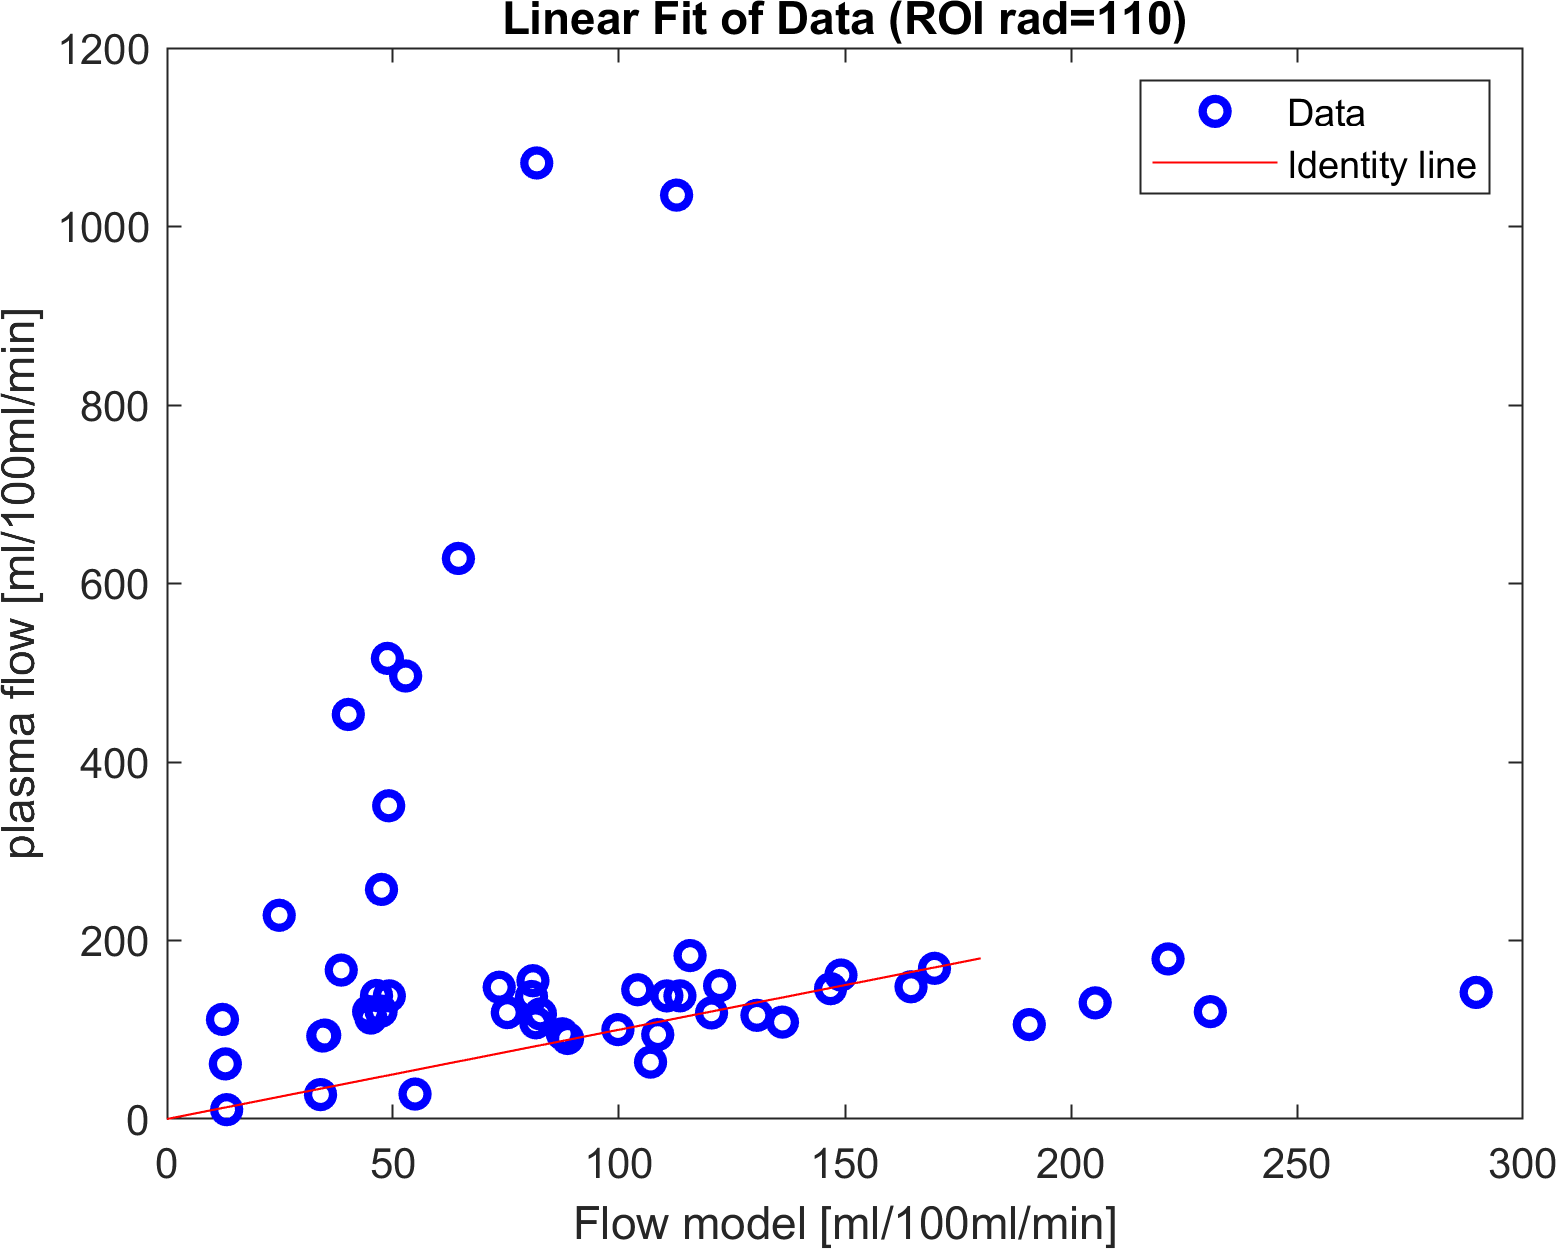 Linear Fit of Data (ROI rad=110)
1200
1000
800
600
400
200
0
plasma flow [ml/100ml/min]
Data
Identity line
0 50 100 150 200 250 300
Flow model [ml/100ml/min]